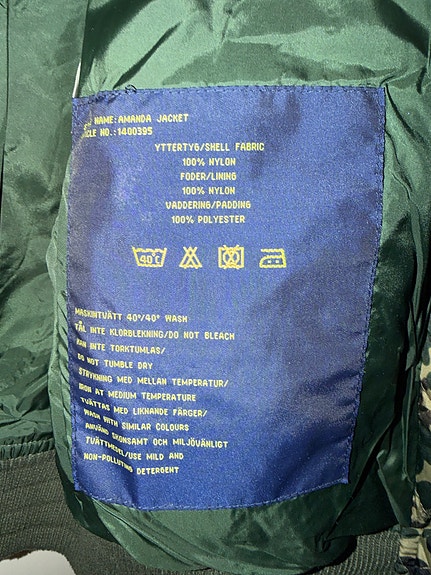 NAME: AMANDA JACKET
NO.: 1400395
YTTERTYG/SHELL FABRIC
100% NYLON
FODER/LINING
100% NYLON
VADDERING/PADDING
100% POLYESTER
40°C
MASKINTVÄTT 40°/40° WASH
TÅL INTE KLORBLEKNING/DO NOT BLEACH
KAN INTE TORKTUMLAS/
DO NOT TUMBLE DRY
STRYKNING MED MELLAN TEMPERATUR/
IRON AT MEDIUM TEMPERATURE
TVÄTTAS MED LIKNANDE FÄRGER/
WASH WITH SIMILAR COLOURS
ANVÄND SKONSAMT OCH MILJÖVÄNLIGT
TVÄTTMEDEL/USE MILD AND
NON-POLLUTING DETERGENT